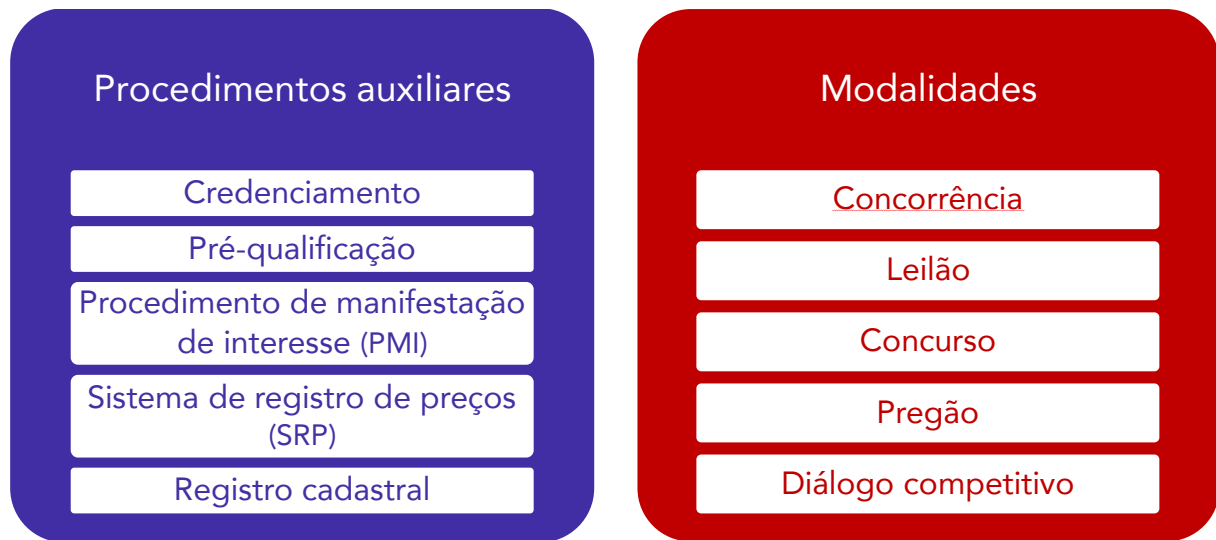 Procedimentos auxiliares
Credenciamento
Pré-qualificação
Procedimento de manifestação
de interesse (PMI)
Sistema de registro de preços
(SRP)
Registro cadastral
Modalidades
Concorrência
Leilão
Concurso
Pregão
Diálogo competitivo